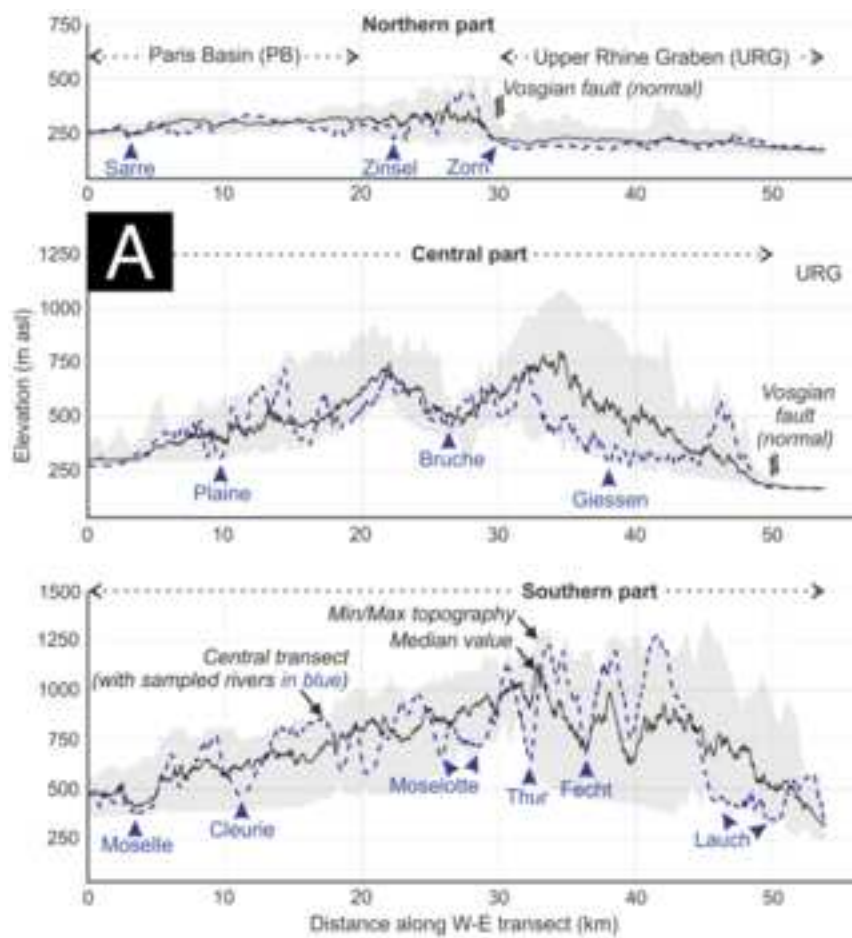 Northern part
Paris Basin (PB)
Upper Rhine Graben (URG)
Vosgian fault (normal)
750
500
250
Sarre
Zinsel
Zorn
0 10 20 30 40 50
A
Central part
URG
1250
1000
750
500
250
Elevation (m asl)
Vosgian
fault
(normal)
Plaine
Bruche
Giessen
0 10 20 30 40 50
Southern part
1500
1250
1000
750
500
250
Min/Max topography
Median value
Central transect
(with sampled rivers in blue)
Moselle
Cleurie
Moselotte
Thur
Fecht
Lauch
0 10 20 30 40 50
Distance along W-E transect (km)